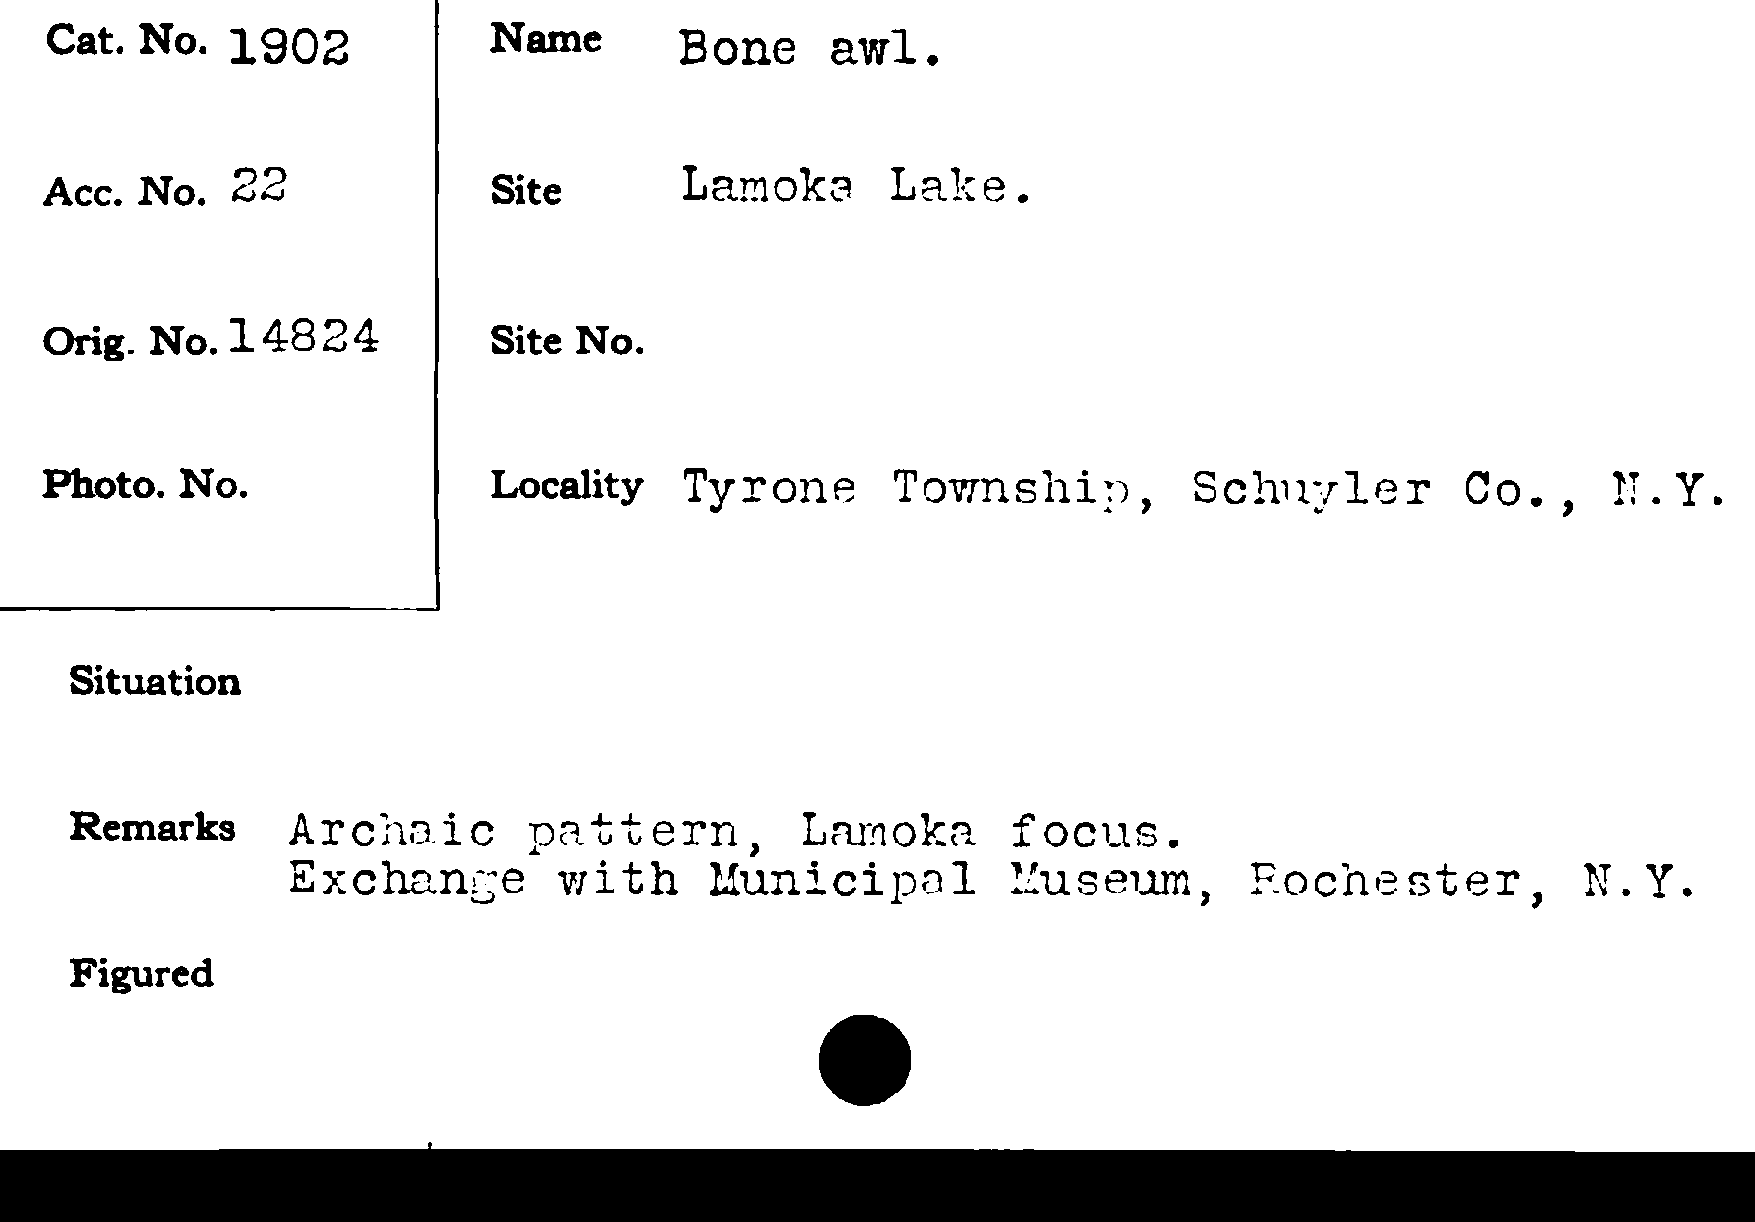 Cat. No. 1902
Acc. No. 22
Orig. No. 14824
Photo. No.
Name Bone awl.
Site Lamoka Lake.
Site No.
Locality Tyrone Township, Schuyler Co., N.Y.
Situation
Remarks Archaic pattern, Lamoka focus.
Exchange with Municipal Museum, Rochester, N.Y.
Figured